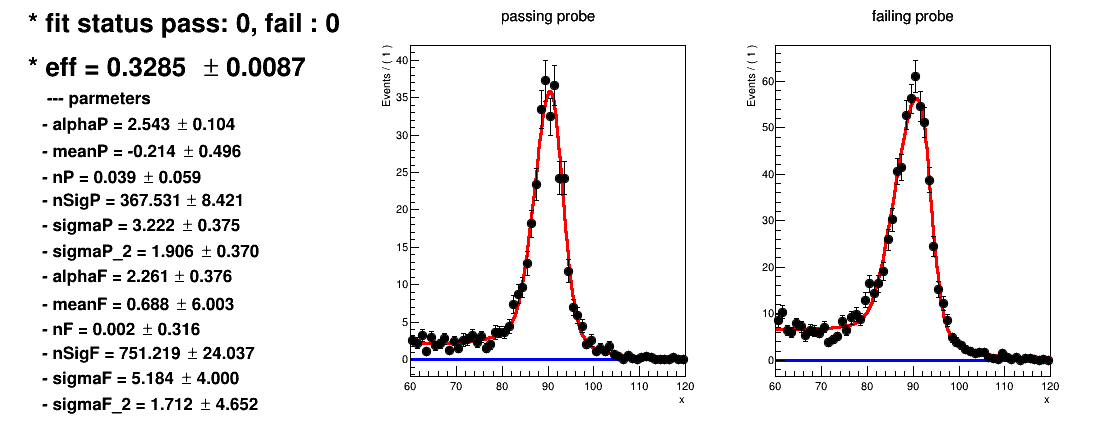 * fit status pass: 0, fail : 0
* eff = 0.3285 ± 0.0087
--- parmeters
- alphaP = 2.543 ± 0.104
- meanP = -0.214 ± 0.496
- nP = 0.039 ± 0.059
- nSigP = 367.531 ± 8.421
- sigmaP = 3.222 ± 0.375
- sigmaP_2 = 1.906 ± 0.370
- alphaF = 2.261 ± 0.376
- meanF = 0.688 ± 6.003
- nF = 0.002 ± 0.316
- nSigF = 751.219 ± 24.037
- sigmaF = 5.184 ± 4.000
- sigmaF_2 = 1.712 ± 4.652
passing probe
Events / ( 1 )
40
35
30
25
20
15
10
5
0
60 70 80 90 100 110 120
x
failing probe
Events / ( 1 )
60
50
40
30
20
10
0
60 70 80 90 100 110 120
x